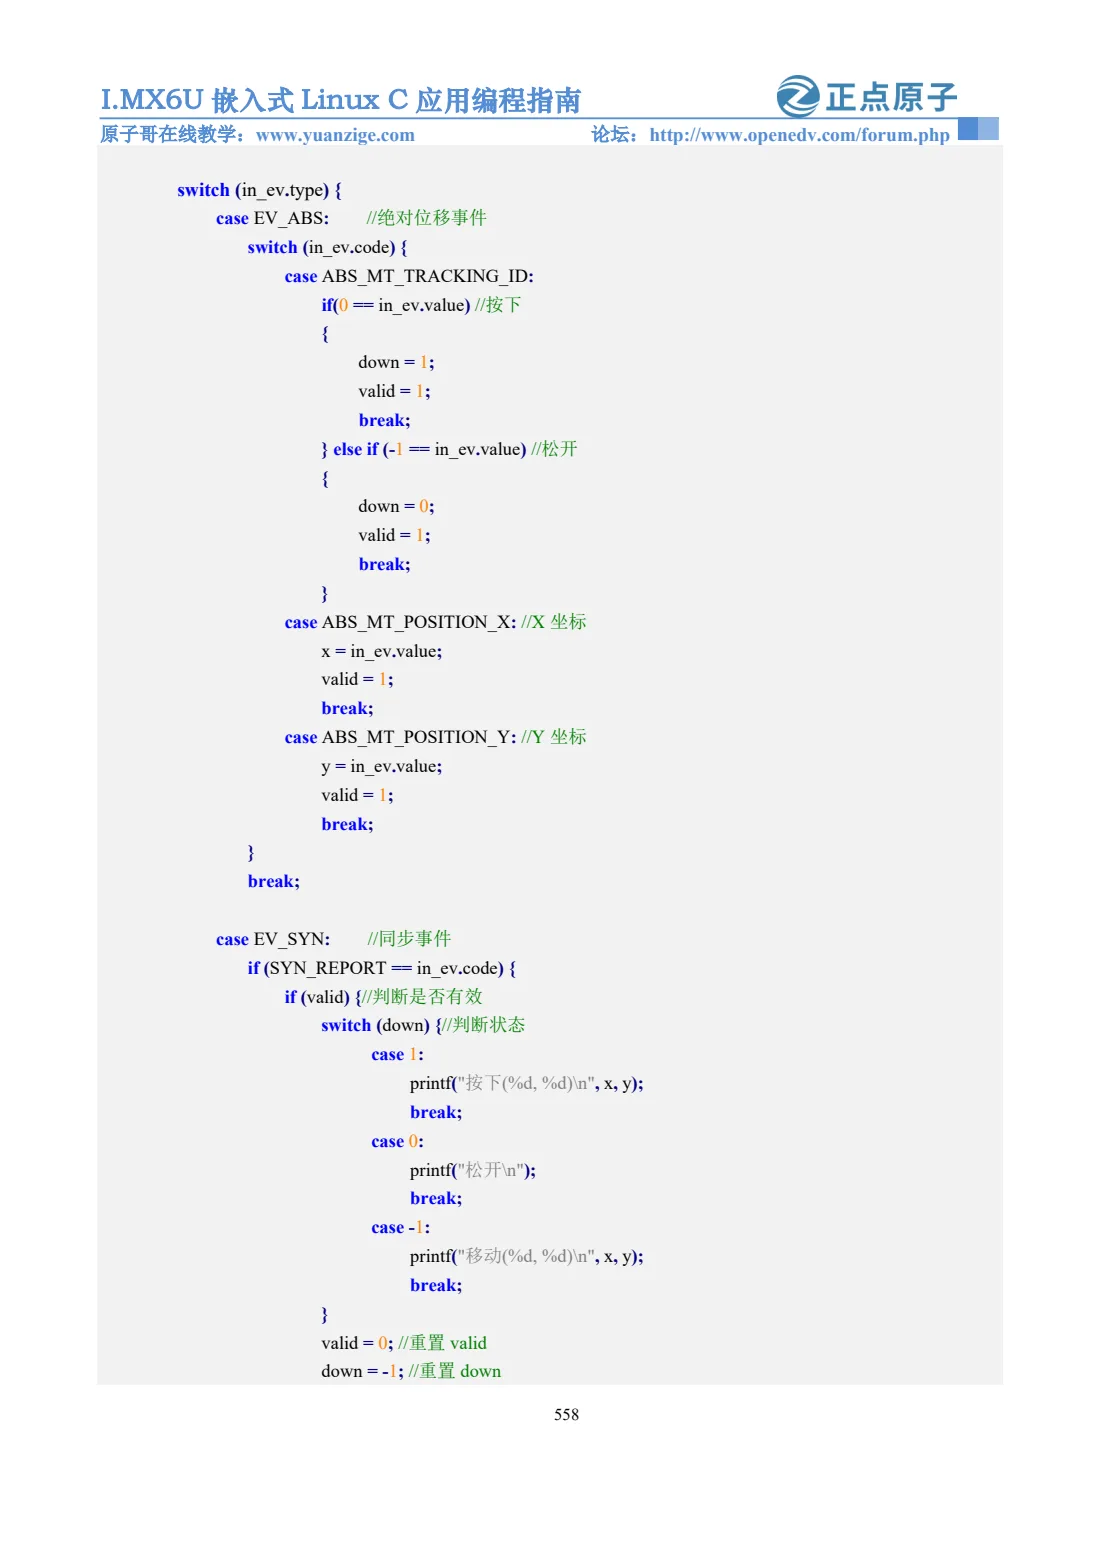 I.MX6U 嵌入式 Linux C 应用编程指南
正点原子
原子哥在线教学：www.yuanzige.com 论坛：http://www.openedv.com/forum.php
switch (in_ev.type) {
case EV_ABS: //绝对位移事件
switch (in_ev.code) {
case ABS_MT_TRACKING_ID:
if(0 == in_ev.value) //按下
{
down = 1;
valid = 1;
break;
} else if (-1 == in_ev.value) //松开
{
down = 0;
valid = 1;
break;
}
case ABS_MT_POSITION_X: //X 坐标
x = in_ev.value;
valid = 1;
break;
case ABS_MT_POSITION_Y: //Y 坐标
y = in_ev.value;
valid = 1;
break;
}
break;
case EV_SYN: //同步事件
if (SYN_REPORT == in_ev.code) {
if (valid) {//判断是否有效
switch (down) {//判断状态
case 1:
printf("按下(%d, %d)\n", x, y);
break;
case 0:
printf("松开\n");
break;
case -1:
printf("移动(%d, %d)\n", x, y);
break;
}
valid = 0; //重置 valid
down = -1; //重置 down
558